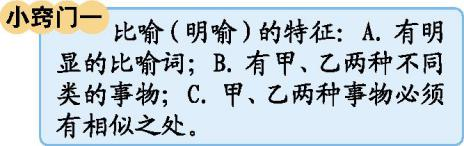 小窍门一
比喻(明喻)的特征：A. 有明
显的比喻词；B. 有甲、乙两种不同
类的事物；C. 甲、乙两种事物必须
有相似之处。